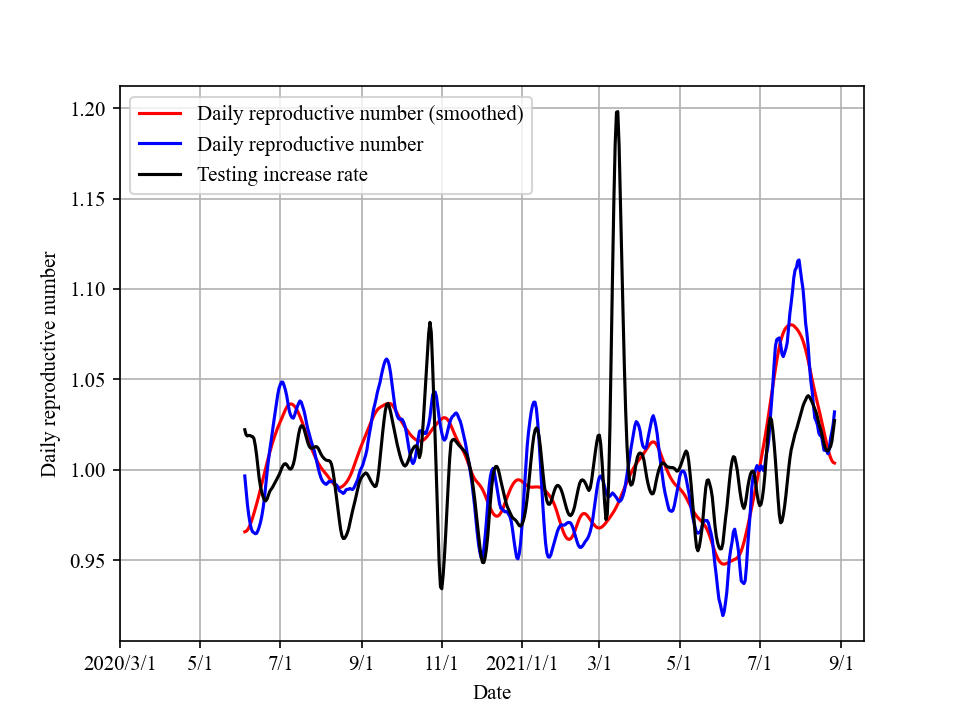 Daily reproductive number (smoothed)
Daily reproductive number
Testing increase rate
Daily reproductive number
1.20
1.15
1.10
1.05
1.00
0.95
2020/3/1 5/1 7/1 9/1 11/1 2021/1/1 3/1 5/1 7/1 9/1
Date